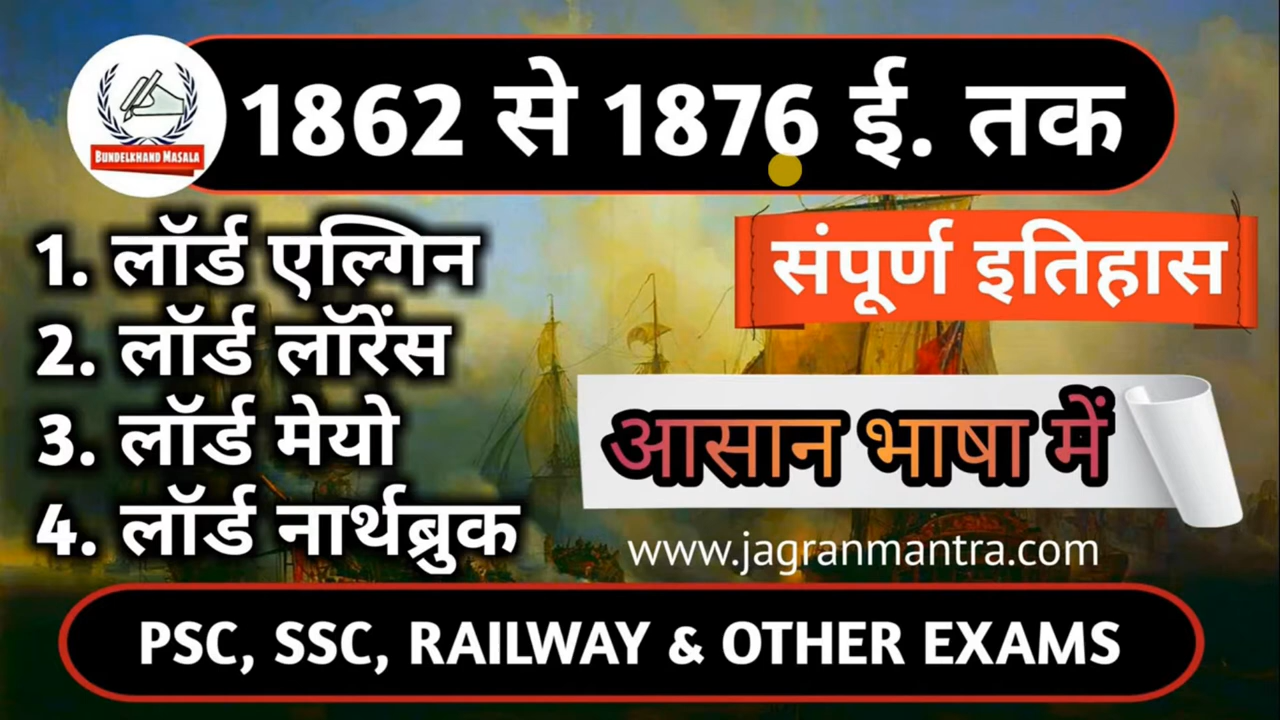 BUNDELKHAND MASALA
1862 से 1876 ई. तक
1. लॉर्ड एल्गिन
2. लॉर्ड लॉरेंस
3. लॉर्ड मेयो
4. लॉर्ड नार्थब्रुक
संपूर्ण इतिहास
आसान भाषा में
www.jagranmantra.com
PSC, SSC, RAILWAY & OTHER EXAMS